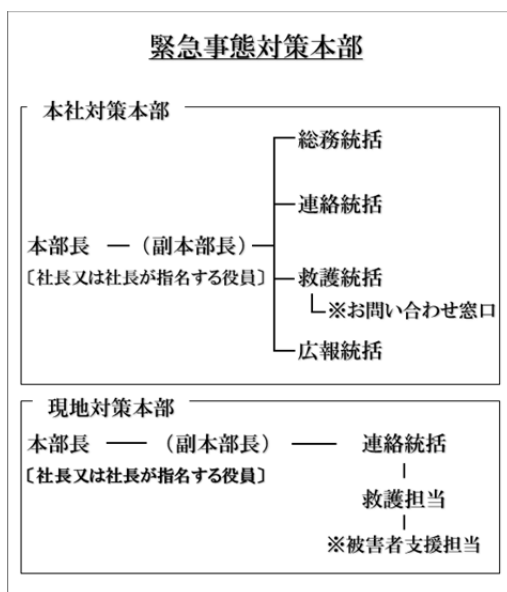 緊急事態対策本部
本社対策本部
総務統括
連絡統括
本部長 ― (副本部長)
〔社長又は社長が指名する役員〕
救護統括
※お問い合わせ窓口
広報統括
現地対策本部
本部長 ― (副本部長) ― 連絡統括
〔社長又は社長が指名する役員〕
救護担当
※被害者支援担当